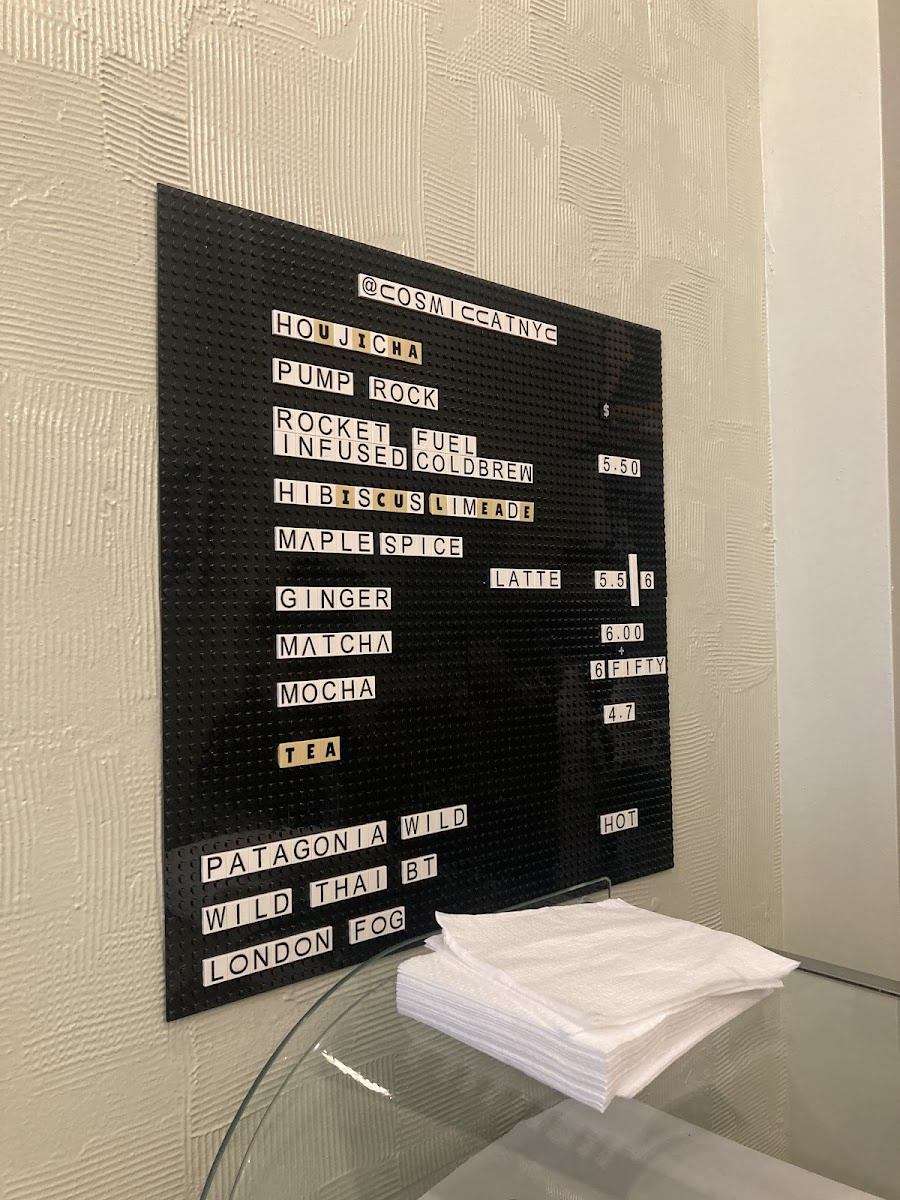 @COSMICCATNYC
HOUJICHA
PUMP ROCK
$
ROCKET FUEL
INFUSED COLDBREW 5.50
HIBISCUS LIMEADE
MAPLE SPICE
LATTE 5.5 | 6
GINGER
MATCHA 6.00
+
6 FIFTY
MOCHA 4.7
TEA
PATAGONIA WILD HOT
WILD THAI BT
LONDON FOG